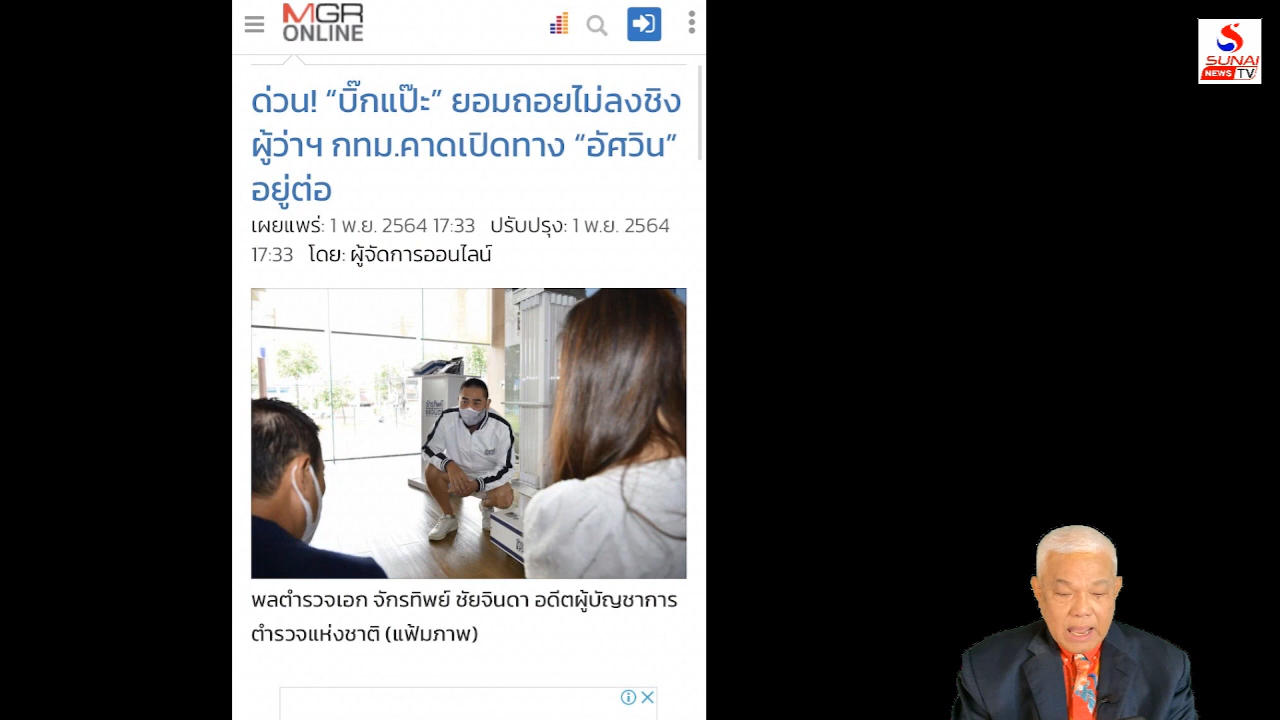 MGR
ONLINE
SUNAI
NEWS TV
ด่วน! “บิ๊กแป๊ะ” ยอมถอยไม่ลงชิง
ผู้ว่าฯ กทม.คาดเปิดทาง “อัศวิน”
อยู่ต่อ
เผยแพร่: 1 พ.ย. 2564 17:33 ปรับปรุง: 1 พ.ย. 2564
17:33 โดย: ผู้จัดการออนไลน์
พลตำรวจเอก จักรทิพย์ ชัยจินดา อดีตผู้บัญชาการ
ตำรวจแห่งชาติ (แฟ้มภาพ)